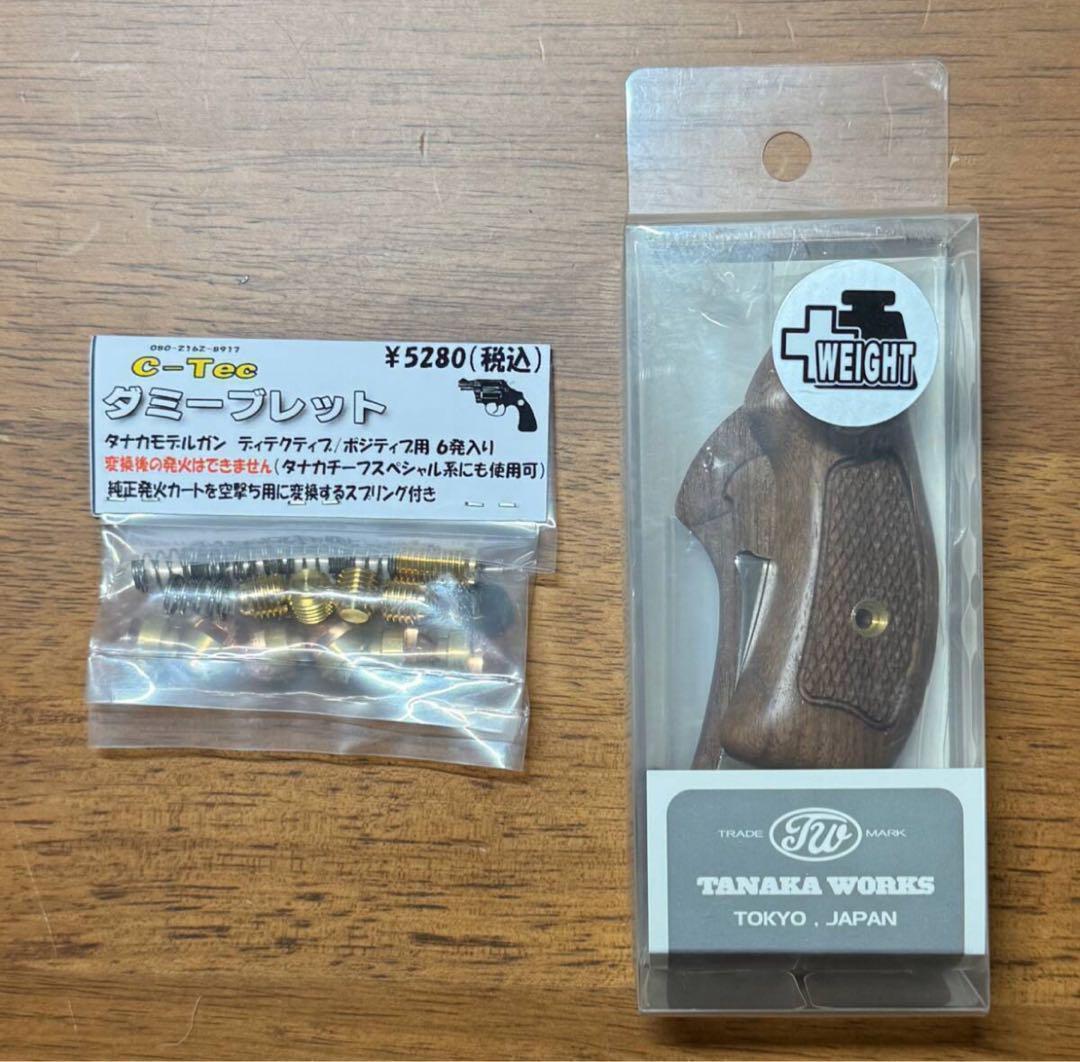 080-2162-8917
C-Tec
¥5280(税込)
ダミーブレット
タナカモデルガン ディテクティブ/ポジティブ用 6発入り
変換後の発火はできません(タナカチーフスペシャル系にも使用可)
純正発火カートを空撃ち用に変換するスプリング付き
WEIGHT
TRADE TW MARK
TANAKA WORKS
TOKYO , JAPAN